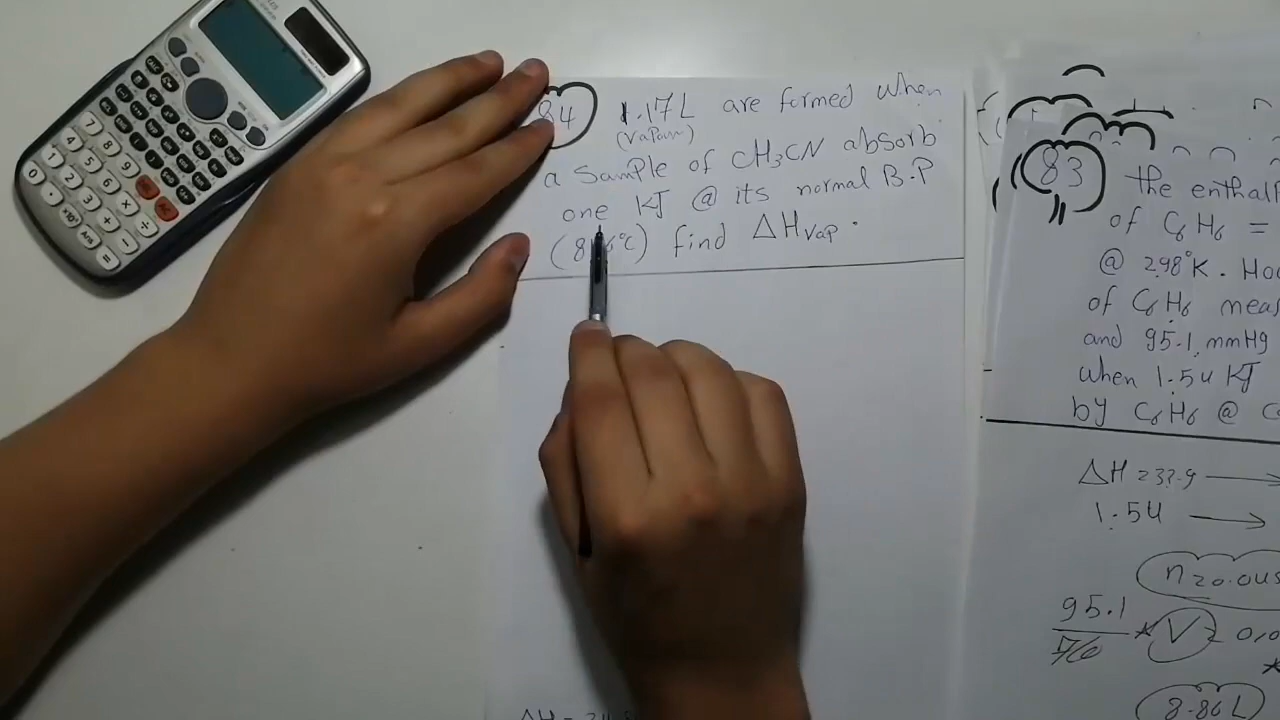 84
1.17L are formed when
(Vapour)
a sample of CH3CN absorb
one KJ @ its normal B.P
find ΔHvap.
83
the enthalp
of C6H6 =
@ 298°K. How
of C6H6 meas
and 95.1 mmHg
when 1.54 KJ
by C6H6 @ C
ΔH = 33.9
1.54
95.1
V
8.86 L